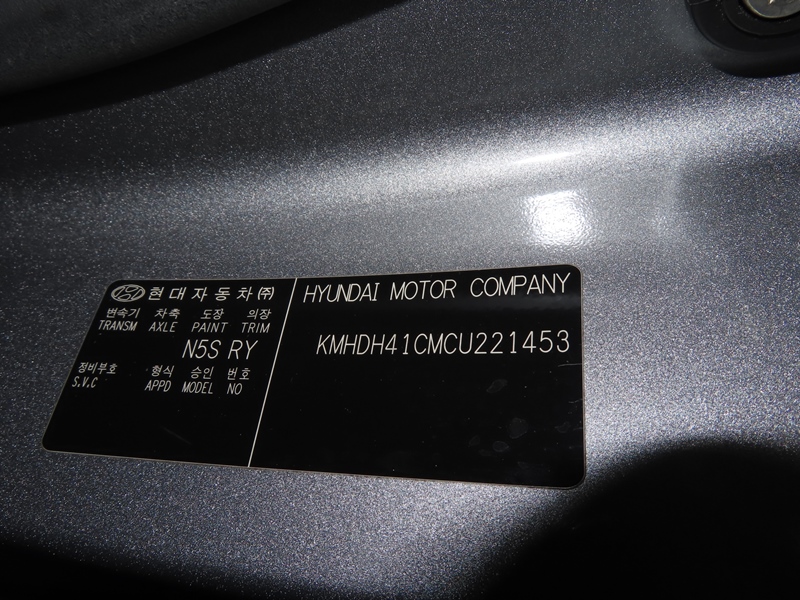 현대자동차㈜
변속기 차축 도장 의장
TRANSM AXLE PAINT TRIM
N5S RY
정비부호 형식 승인 번호
S.V.C APPD MODEL NO
HYUNDAI MOTOR COMPANY
KMHDH41CMCU221453